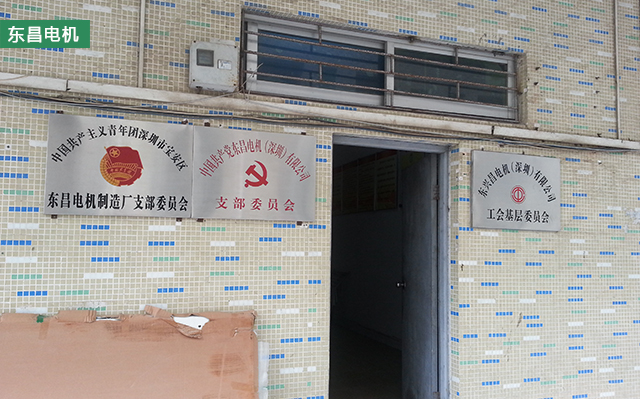 东昌电机
中国共产主义青年团深圳市宝安区
东昌电机制造厂支部委员会
中国共产党东昌电机(深圳)有限公司
支部委员会
东兴昌电机(深圳)有限公司
工会基层委员会